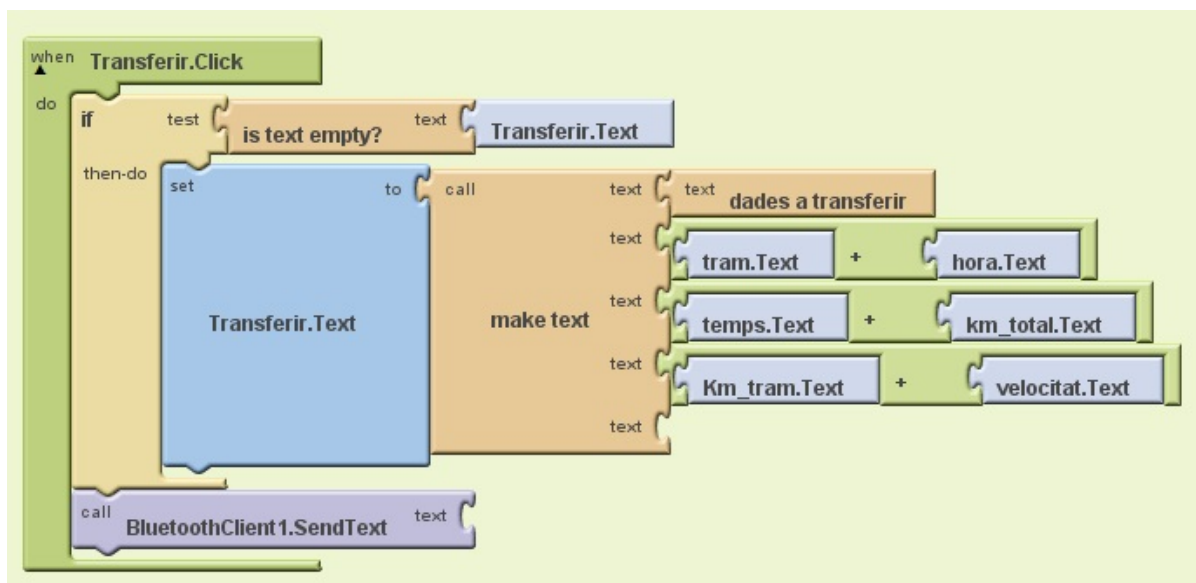 when Transferir.Click
do if test is text empty? text Transferir.Text
then-do set Transferir.Text to call make text text text dades a transferir
text tram.Text + hora.Text
text temps.Text + km_total.Text
text Km_tram.Text + velocitat.Text
text
call BluetoothClient1.SendText text